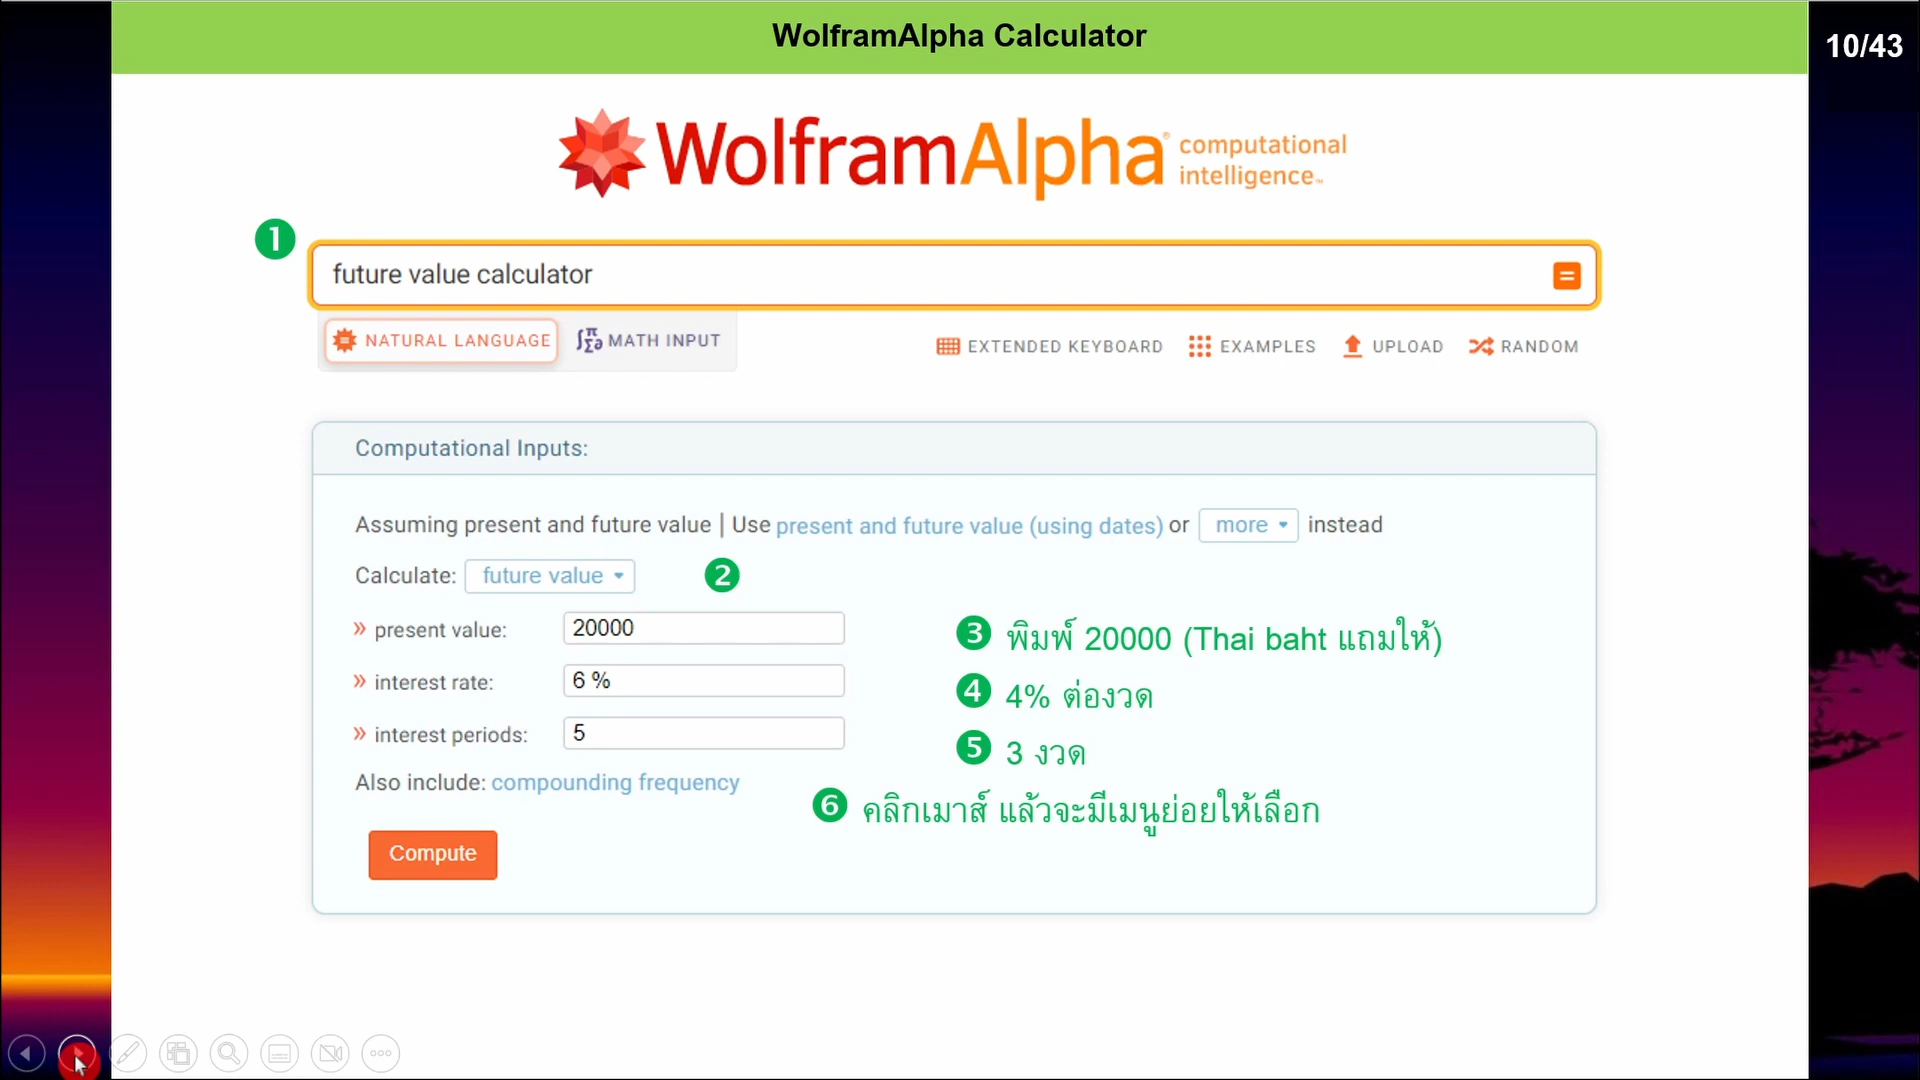 WolframAlpha Calculator
10/43
WolframAlpha® computational
intelligence™
1
future value calculator
NATURAL LANGUAGE
MATH INPUT
EXTENDED KEYBOARD
EXAMPLES
UPLOAD
RANDOM
Computational Inputs:
Assuming present and future value | Use present and future value (using dates) or more instead
Calculate: future value
2
» present value: 20000
3 พิมพ์ 20000 (Thai baht แถมให้)
» interest rate: 6 %
4 4% ต่องวด
» interest periods: 5
5 3 งวด
Also include: compounding frequency
6 คลิกเมาส์ แล้วจะมีเมนูย่อยให้เลือก
Compute